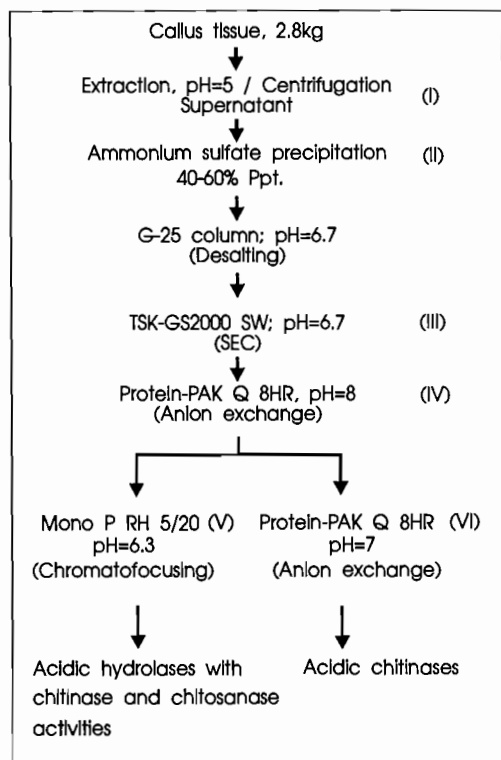 Callus tissue, 2.8kg
Extraction, pH=5 / Centrifugation
Supernatant
(I)
Ammonium sulfate precipitation
40-60% Ppt.
(II)
G-25 column; pH=6.7
(Desalting)
TSK-GS2000 SW; pH=6.7
(SEC)
(III)
Protein-PAK Q 8HR, pH=8
(Anion exchange)
(IV)
Mono P RH 5/20 (V)
pH=6.3
(Chromatofocusing)
Protein-PAK Q 8HR (VI)
pH=7
(Anion exchange)
Acidic hydrolases with
chitinase and chitosanase
activities
Acidic chitinases